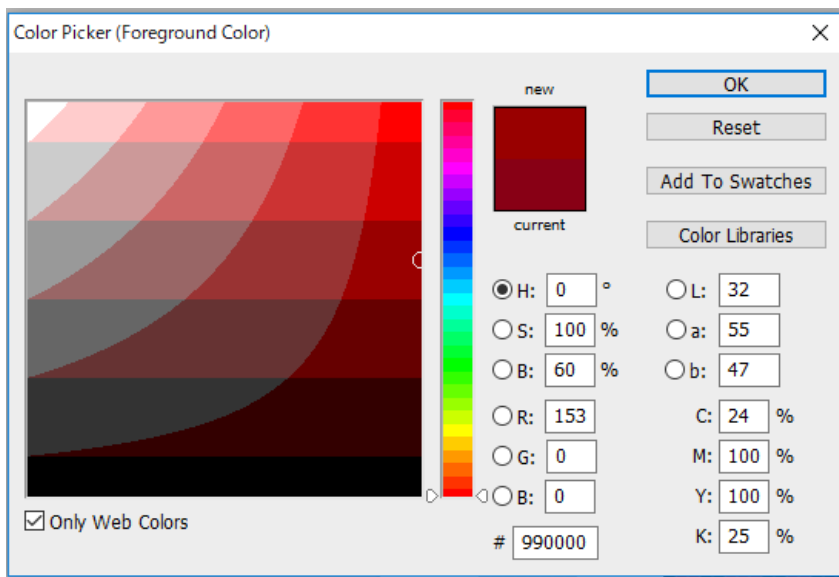 Color Picker (Foreground Color)
new
current
OK
Reset
Add To Swatches
Color Libraries
H: 0 °
S: 100 %
B: 60 %
R: 153
G: 0
B: 0
# 990000
L: 32
a: 55
b: 47
C: 24 %
M: 100 %
Y: 100 %
K: 25 %
Only Web Colors